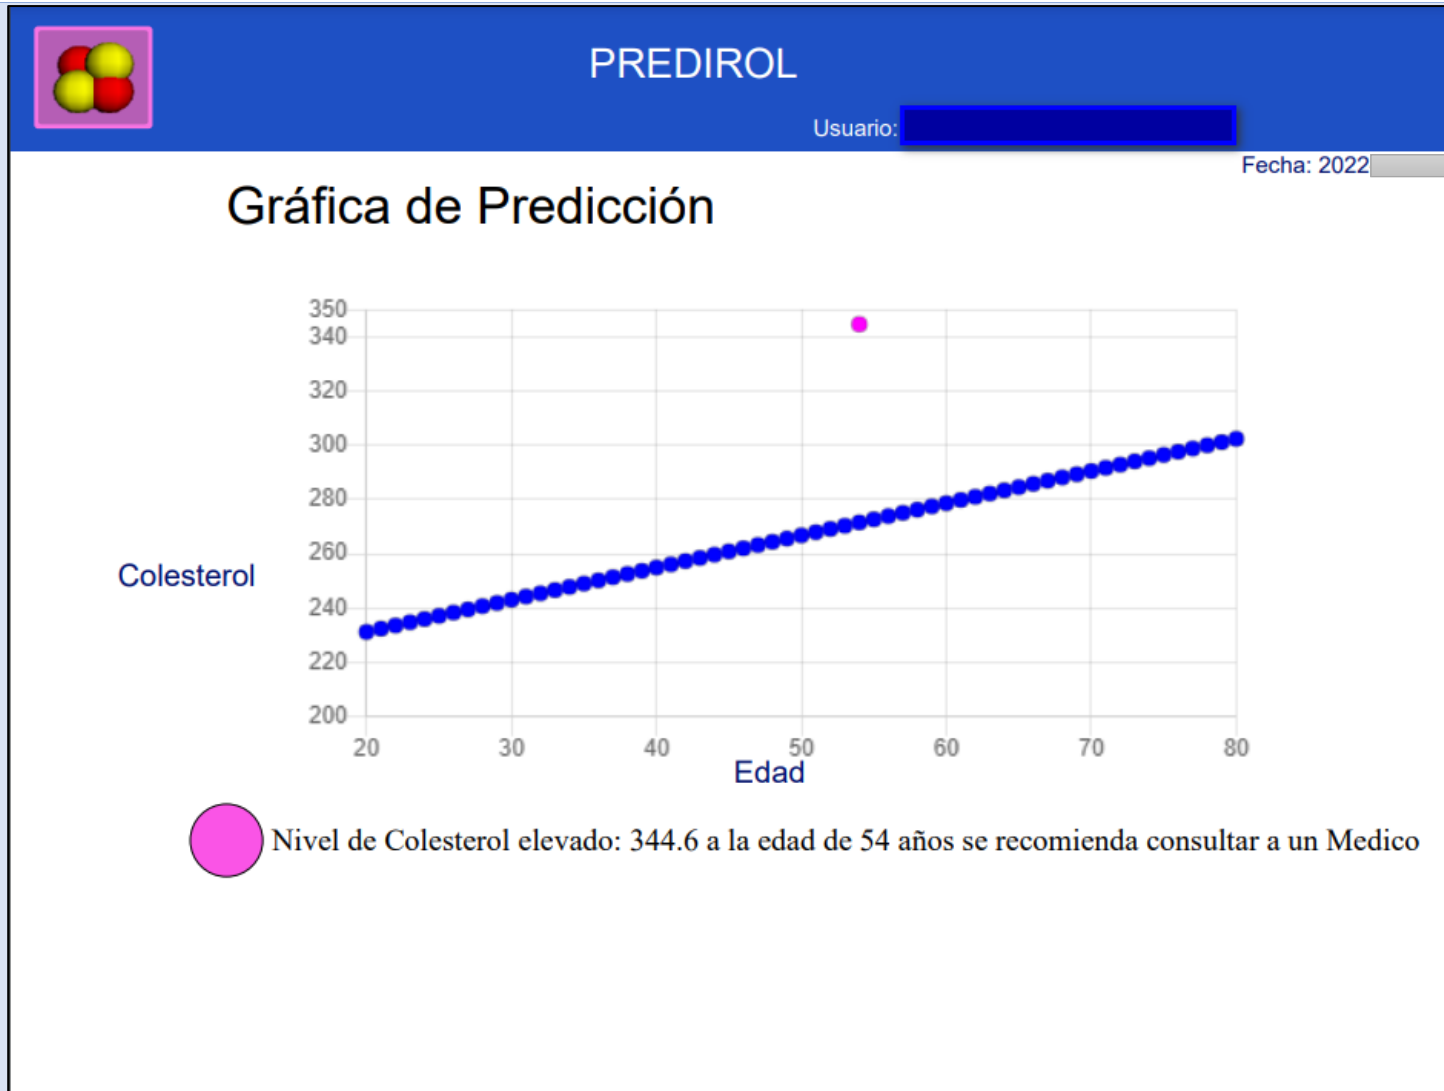 PREDIROL
Usuario:
Fecha: 2022
Gráfica de Predicción
350
340
320
300
280
260
240
220
200
Colesterol
20 30 40 50 60 70 80
Edad
Nivel de Colesterol elevado: 344.6 a la edad de 54 años se recomienda consultar a un Medico